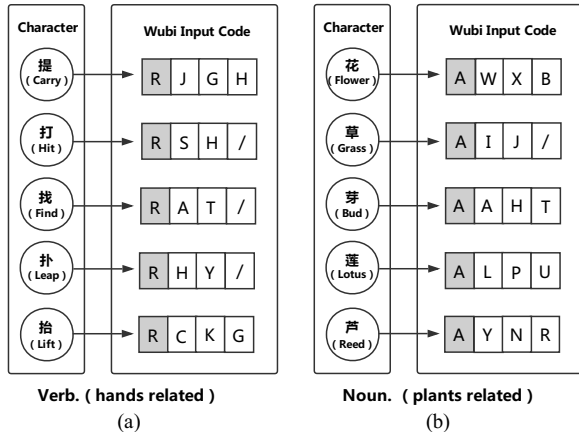 Character Wubi Input Code
提
( Carry )
R J G H
打
( Hit )
R S H /
找
( Find )
R A T /
扑
( Leap )
R H Y /
抬
( Lift )
R C K G
Verb. ( hands related )
(a)
Character Wubi Input Code
花
( Flower )
A W X B
草
( Grass )
A I J /
芽
( Bud )
A A H T
莲
( Lotus )
A L P U
芦
( Reed )
A Y N R
Noun. ( plants related )
(b)